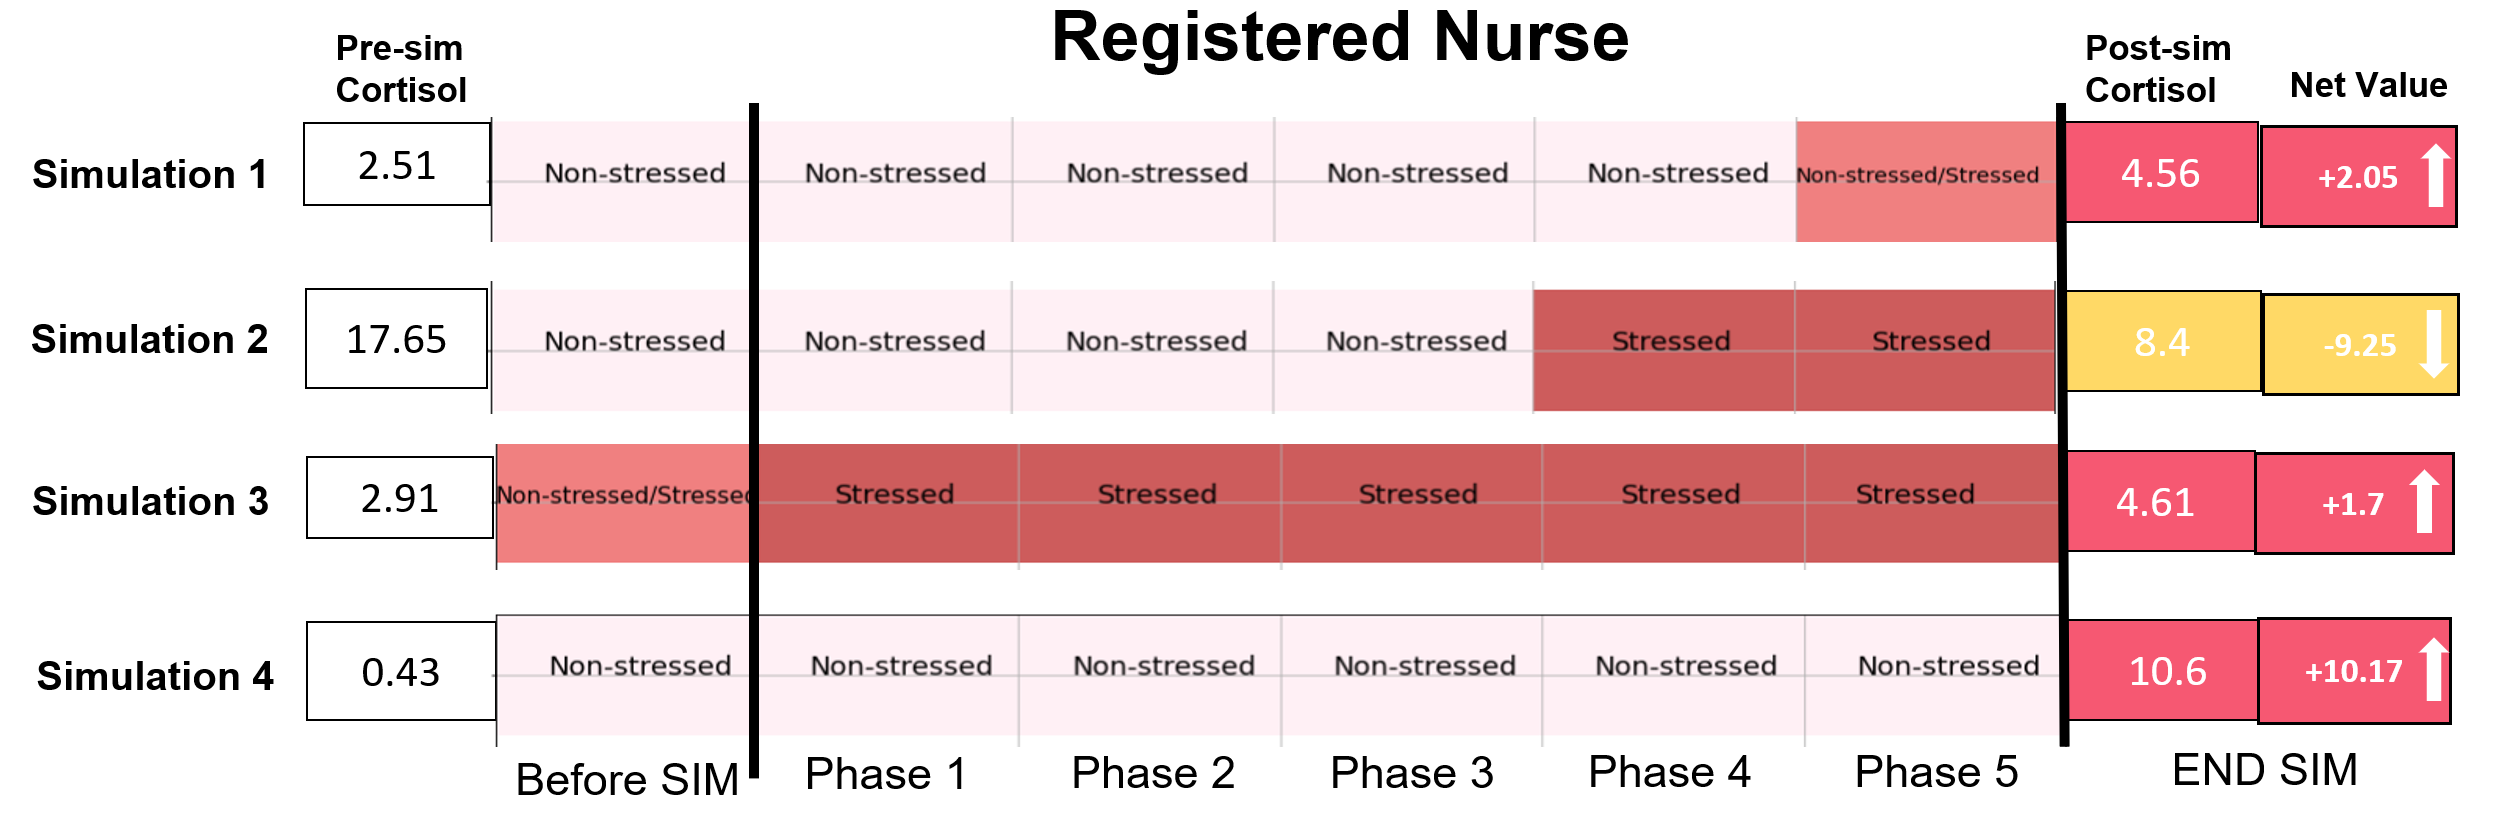 Registered Nurse
Pre-sim
Cortisol
Post-sim
Cortisol
Net Value
Simulation 1
2.51
Non-stressed
Non-stressed
Non-stressed
Non-stressed
Non-stressed
Non-stressed/Stressed
4.56
+2.05
Simulation 2
17.65
Non-stressed
Non-stressed
Non-stressed
Non-stressed
Stressed
Stressed
8.4
-9.25
Simulation 3
2.91
Non-stressed/Stressed
Stressed
Stressed
Stressed
Stressed
Stressed
4.61
+1.7
Simulation 4
0.43
Non-stressed
Non-stressed
Non-stressed
Non-stressed
Non-stressed
Non-stressed
10.6
+10.17
Before SIM
Phase 1
Phase 2
Phase 3
Phase 4
Phase 5
END SIM